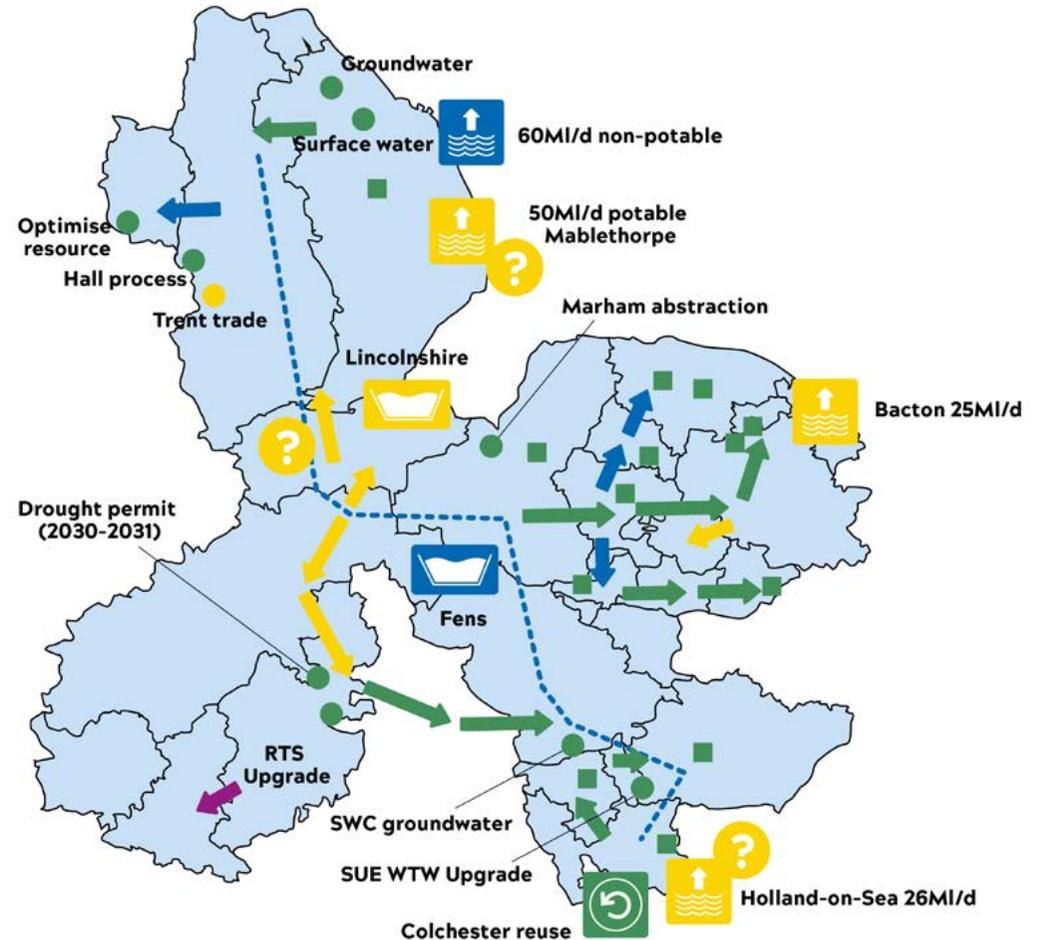 Groundwater
Surface water
60Ml/d non-potable
50Ml/d potable
Mablethorpe
?
Optimise
resource
Hall process
Trent trade
Marham abstraction
Lincolnshire
?
Bacton 25Ml/d
Drought permit
(2030-2031)
Fens
RTS
Upgrade
SWC groundwater
SUE WTW Upgrade
?
Holland-on-Sea 26Ml/d
Colchester reuse